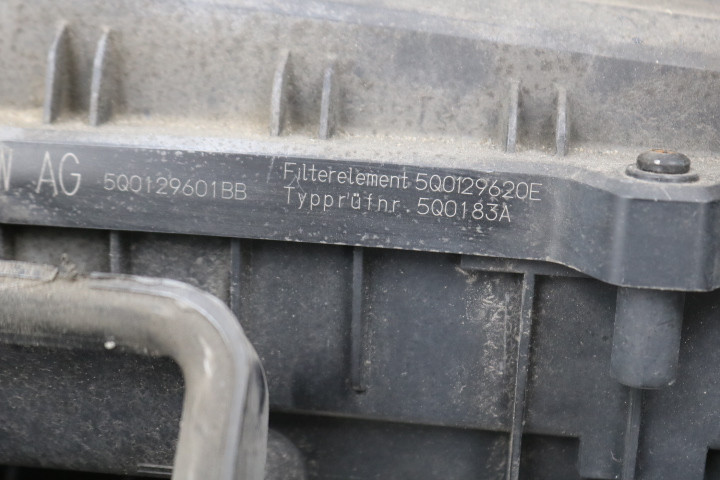 W AG 5Q0129601BB
Filterelement 5Q0129620E
Typprüfnr. 5Q0183A